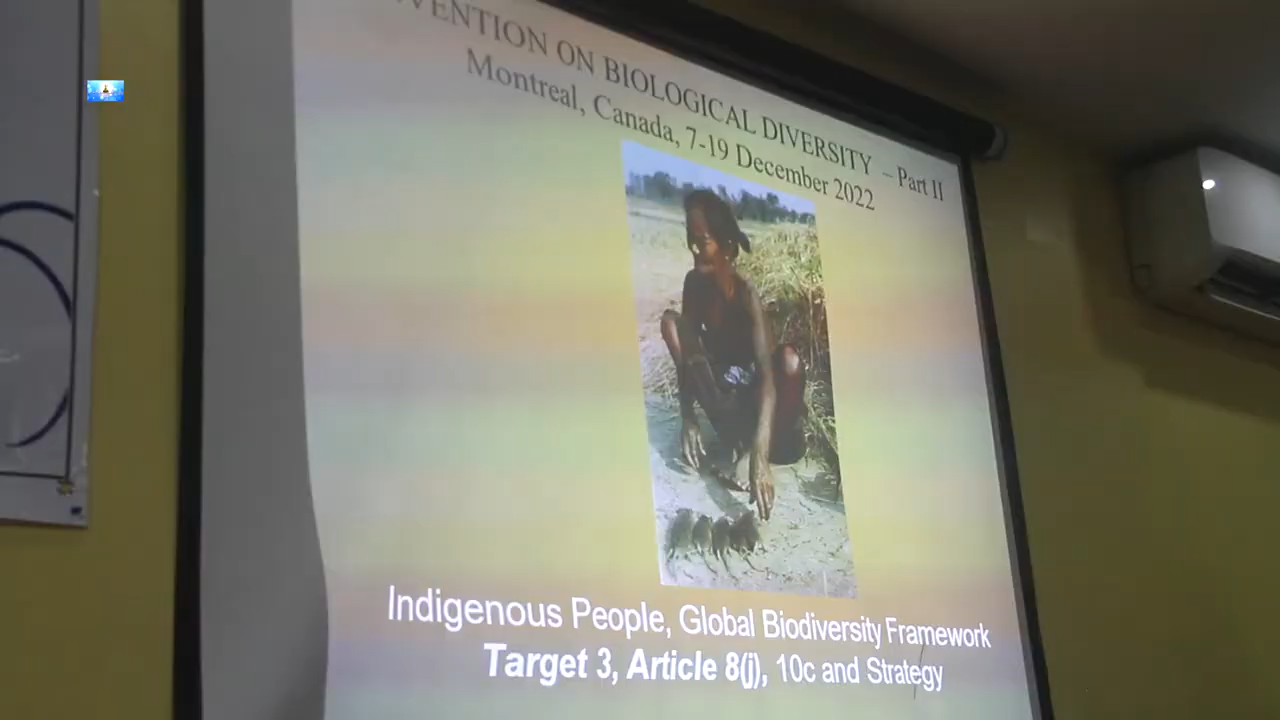 VENTION ON BIOLOGICAL DIVERSITY – Part II
Montreal, Canada, 7-19 December 2022
Indigenous People, Global Biodiversity Framework
Target 3, Article 8(j), 10c and Strategy